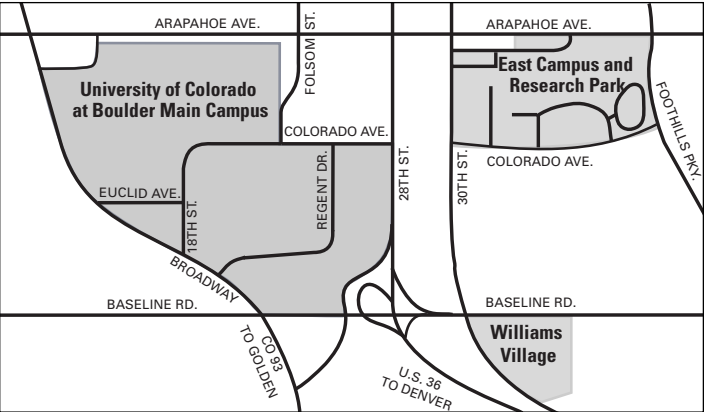 ARAPAHOE AVE.
ARAPAHOE AVE.
FOLSOM ST.
University of Colorado
at Boulder Main Campus
East Campus and
Research Park
FOOTHILLS PKY.
COLORADO AVE.
COLORADO AVE.
28TH ST.
30TH ST.
REGENT DR.
EUCLID AVE.
18TH ST.
BROADWAY
BASELINE RD.
BASELINE RD.
Williams
Village
CO 93
TO GOLDEN
U.S. 36
TO DENVER